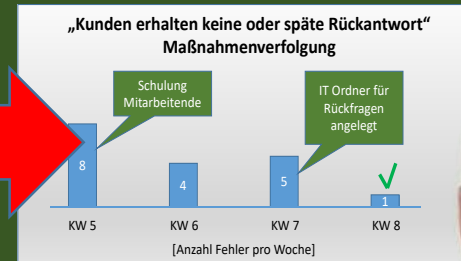 „Kunden erhalten keine oder späte Rückantwort“
Maßnahmenverfolgung
Schulung
Mitarbeitende
IT Ordner für
Rückfragen
angelegt
8
4
5
1
KW 5
KW 6
KW 7
KW 8
[Anzahl Fehler pro Woche]